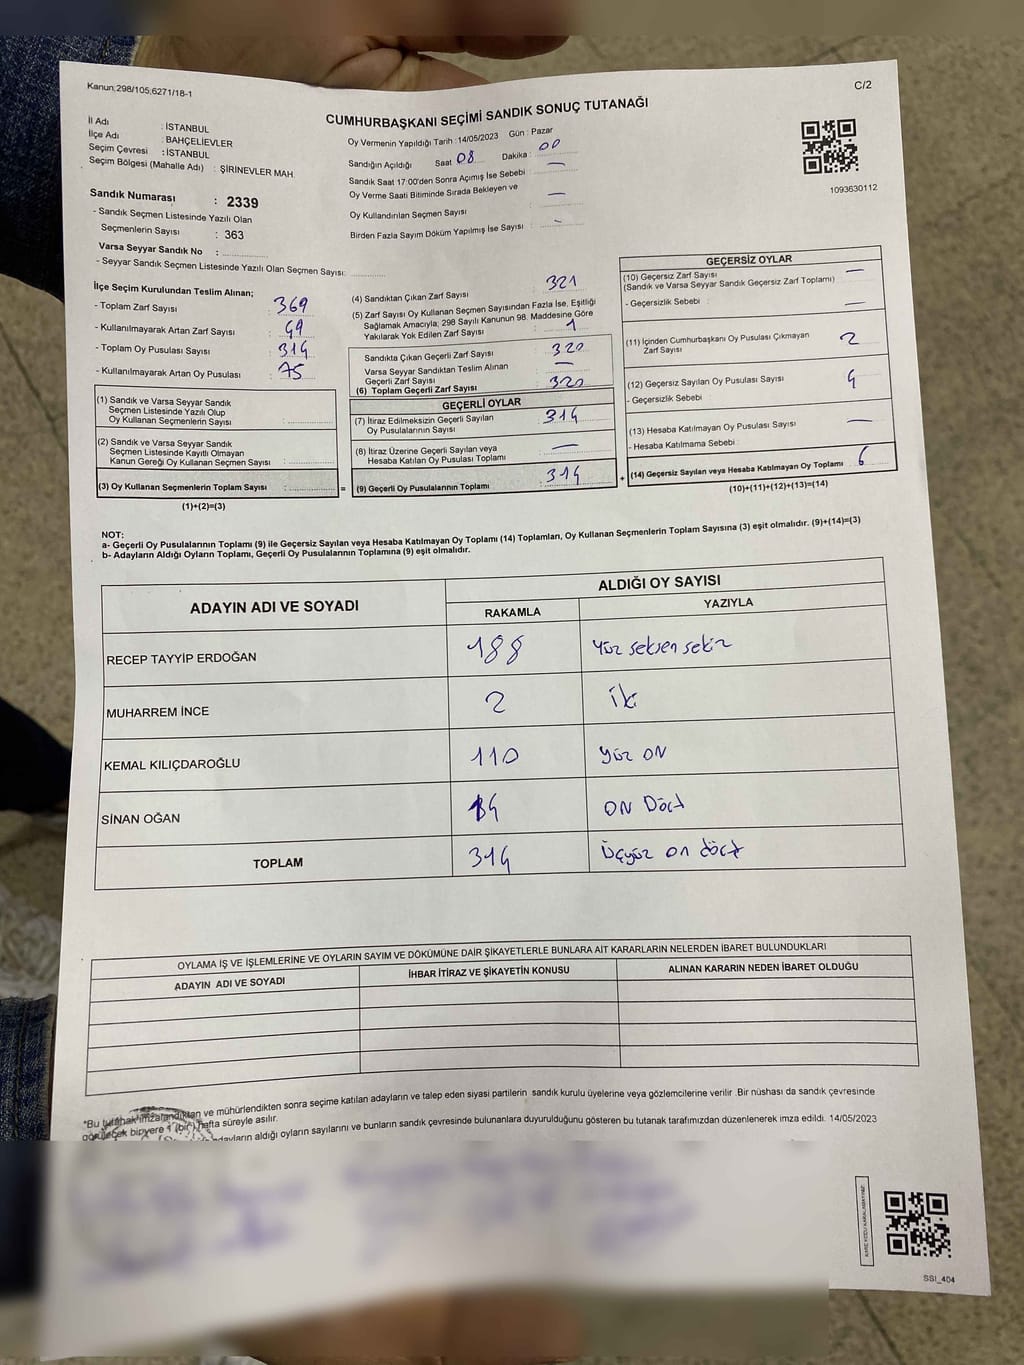 Kanun;298/105;6271/18-1
C/2
CUMHURBAŞKANI SEÇİMİ SANDIK SONUÇ TUTANAĞI
İl Adı : İSTANBUL
İlçe Adı : BAHÇELİEVLER
Seçim Çevresi : İSTANBUL
Seçim Bölgesi (Mahalle Adı) : ŞİRİNEVLER MAH.
Sandık Numarası : 2339
- Sandık Seçmen Listesinde Yazılı Olan
Seçmenlerin Sayısı : 363
Varsa Seyyar Sandık No :
- Seyyar Sandık Seçmen Listesinde Yazılı Olan Seçmen Sayısı:
Oy Vermenin Yapıldığı Tarih :14/05/2023 Gün : Pazar
Sandığın Açıldığı Saat 08 Dakika : 00
Sandık Saat 17:00'den Sonra Açımış İse Sebebi : —
Oy Verme Saati Bitiminde Sırada Bekleyen ve
Oy Kullandırılan Seçmen Sayısı : —
Birden Fazla Sayım Döküm Yapılmış İse Sayısı : -
1093630112
İlçe Seçim Kurulundan Teslim Alınan;
- Toplam Zarf Sayısı : 369
- Kullanılmayarak Artan Zarf Sayısı : 49
- Toplam Oy Pusulası Sayısı : 314
- Kullanılmayarak Artan Oy Pusulası : 75
(1) Sandık ve Varsa Seyyar Sandık
Seçmen Listesinde Yazılı Olup
Oy Kullanan Seçmenlerin Sayısı :
(2) Sandık ve Varsa Seyyar Sandık
Seçmen Listesinde Kayıtlı Olmayan
Kanun Gereği Oy Kullanan Seçmen Sayısı :
(3) Oy Kullanan Seçmenlerin Toplam Sayısı : =
(1)+(2)=(3)
(4) Sandıktan Çıkan Zarf Sayısı : 321
(5) Zarf Sayısı Oy Kullanan Seçmen Sayısından Fazla İse, Eşitliği
Sağlamak Amacıyla, 298 Sayılı Kanunun 98. Maddesine Göre
Yakılarak Yok Edilen Zarf Sayısı : 1
Sandıkta Çıkan Geçerli Zarf Sayısı : 320
Varsa Seyyar Sandıktan Teslim Alınan
Geçerli Zarf Sayısı : —
(6) Toplam Geçerli Zarf Sayısı : 320
GEÇERLİ OYLAR
(7) İtiraz Edilmeksizin Geçerli Sayılan
Oy Pusulalarının Sayısı : 314
(8) İtiraz Üzerine Geçerli Sayılan veya
Hesaba Katılan Oy Pusulası Toplamı : —
(9) Geçerli Oy Pusulalarının Toplamı : 314 +
GEÇERSİZ OYLAR
(10) Geçersiz Zarf Sayısı : —
(Sandık ve Varsa Seyyar Sandık Geçersiz Zarf Toplamı)
- Geçersizlik Sebebi : —
(11) İçinden Cumhurbaşkanı Oy Pusulası Çıkmayan
Zarf Sayısı : 2
(12) Geçersiz Sayılan Oy Pusulası Sayısı : 4
- Geçersizlik Sebebi :
(13) Hesaba Katılmayan Oy Pusulası Sayısı : —
- Hesaba Katılmama Sebebi :
(14) Geçersiz Sayılan veya Hesaba Katılmayan Oy Toplamı : 6
(10)+(11)+(12)+(13)=(14)
NOT:
a- Geçerli Oy Pusulalarının Toplamı (9) ile Geçersiz Sayılan veya Hesaba Katılmayan Oy Toplamı (14) Toplamları, Oy Kullanan Seçmenlerin Toplam Sayısına (3) eşit olmalıdır. (9)+(14)=(3)
b- Adayların Aldığı Oyların Toplamı, Geçerli Oy Pusulalarının Toplamına (9) eşit olmalıdır.
ADAYIN ADI VE SOYADI
ALDIĞI OY SAYISI
RAKAMLA YAZIYLA
RECEP TAYYİP ERDOĞAN 188 Yüz seksen sekiz
MUHARREM İNCE 2 iki
KEMAL KILIÇDAROĞLU 110 yüz ON
SİNAN OĞAN 14 ON Dört
TOPLAM 314 Üçyüz on dört
OYLAMA İŞ VE İŞLEMLERİNE VE OYLARIN SAYIM VE DÖKÜMÜNE DAİR ŞİKAYETLERLE BUNLARA AİT KARARLARIN NELERDEN İBARET BULUNDUKLARI
ADAYIN ADI VE SOYADI
İHBAR İTİRAZ VE ŞİKAYETİN KONUSU
ALINAN KARARIN NEDEN İBARET OLDUĞU
*Bu tutanak imzalandıktan ve mühürlendikten sonra seçime katılan adayların ve talep eden siyasi partilerin sandık kurulu üyelerine veya gözlemcilerine verilir .Bir nüshası da sandık çevresinde
görülecek bir yere 1 (bir) hafta süreyle asılır.
adayların aldığı oyların sayılarını ve bunların sandık çevresinde bulunanlara duyurulduğunu gösteren bu tutanak tarafımızdan düzenlenerek imza edildi. 14/05/2023
KARE KODU KARALAMAYINIZ!
SSI_404